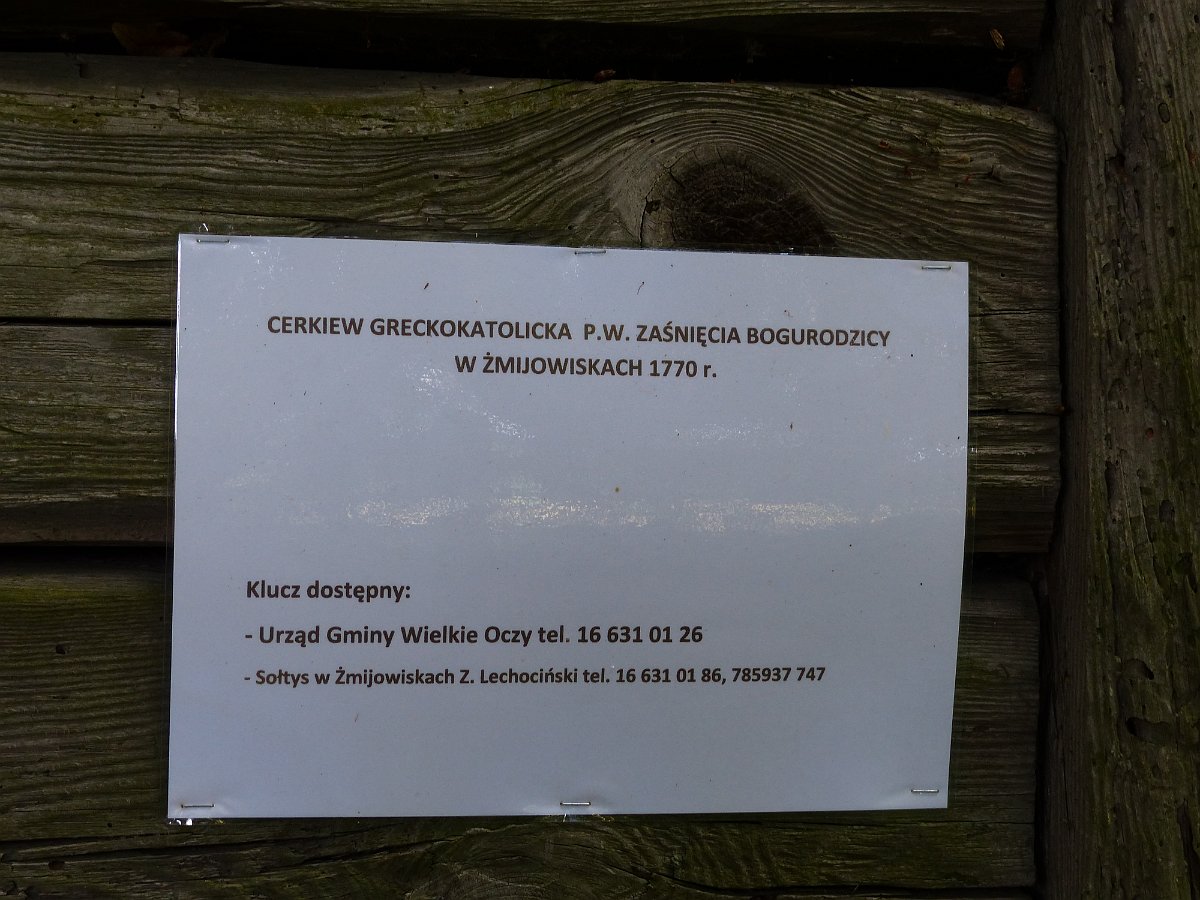 CERKIEW GRECKOKATOLICKA P.W. ZAŚNIĘCIA BOGURODZICY
W ŻMIJOWISKACH 1770 r.
Klucz dostępny:
- Urząd Gminy Wielkie Oczy tel. 16 631 01 26
- Sołtys w Żmijowiskach Z. Lechociński tel. 16 631 01 86, 785937 747